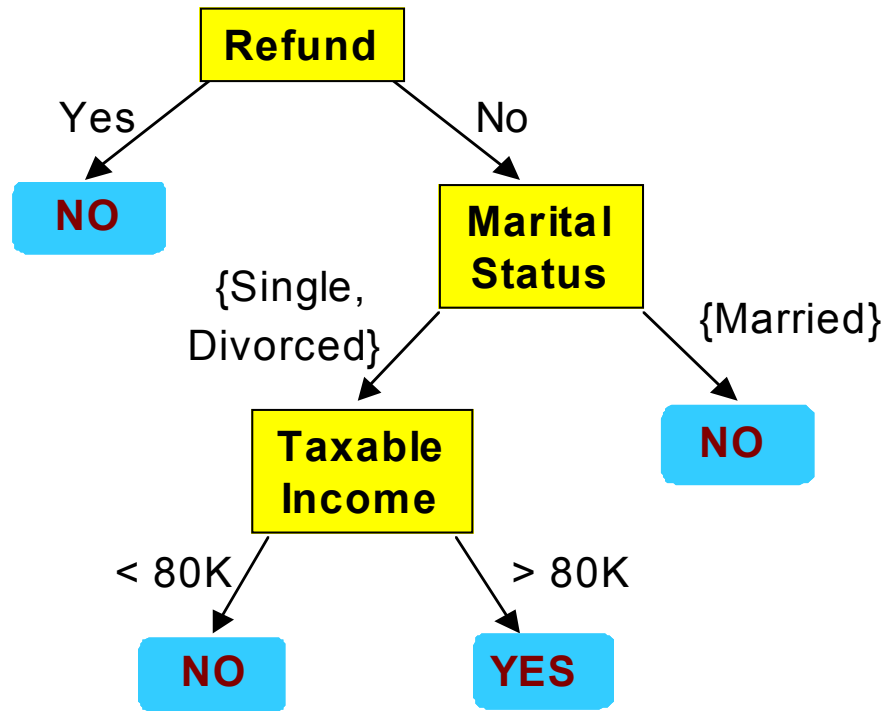 Refund
Yes
No
NO
Marital
Status
{Single,
Divorced}
{Married}
Taxable
Income
NO
< 80K
> 80K
NO
YES